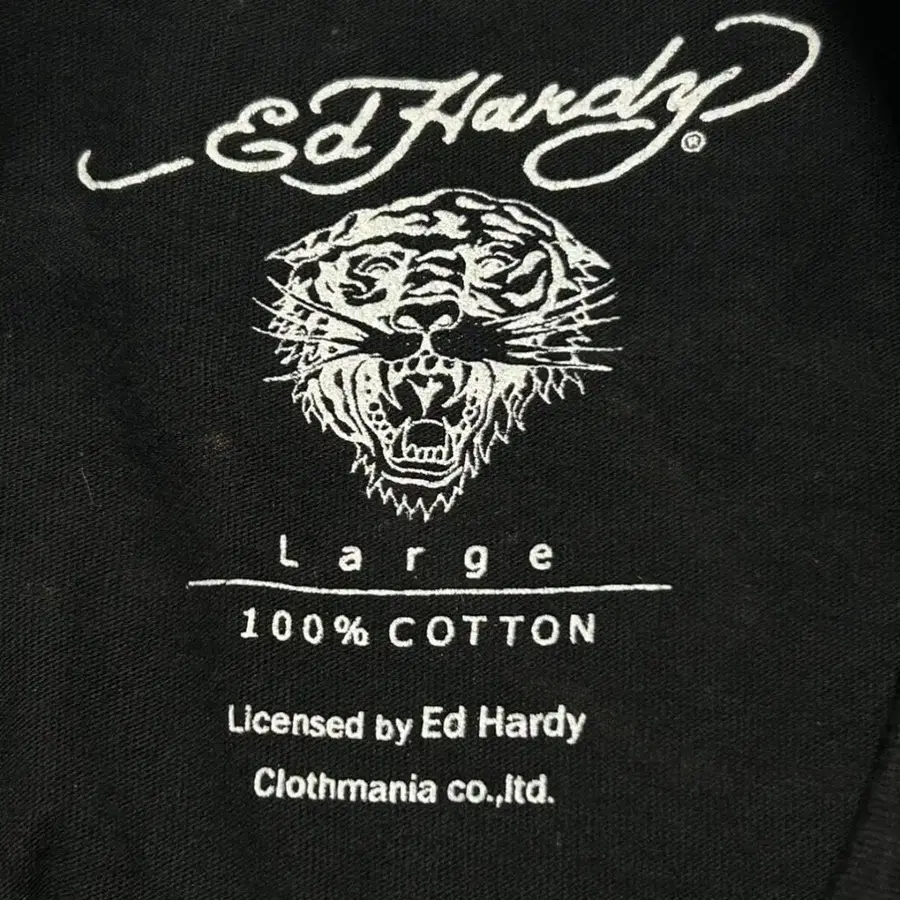 Ed Hardy®
Large
100% COTTON
Licensed by Ed Hardy
Clothmania co.,ltd.